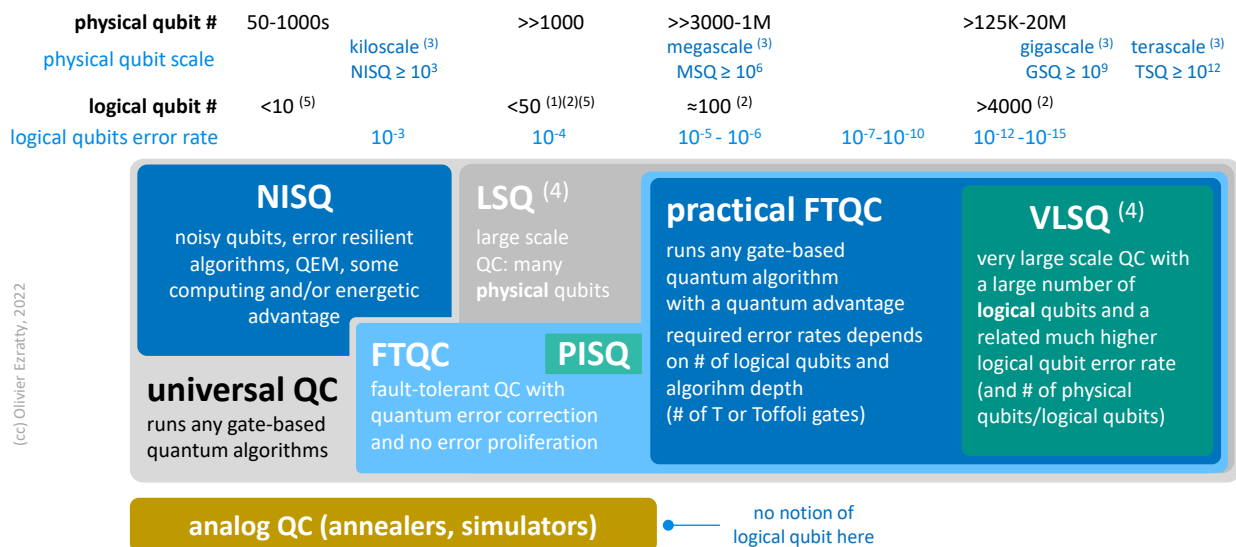 physical qubit # 50-1000s >>1000 >>3000-1M >125K-20M
physical qubit scale
kiloscale (3)
NISQ ≥ 10³
megascale (3)
MSQ ≥ 10⁶
gigascale (3)
GSQ ≥ 10⁹
terascale (3)
TSQ ≥ 10¹²
logical qubit # <10 (5) <50 (1)(2)(5) ≈100 (2) >4000 (2)
logical qubits error rate 10⁻³ 10⁻⁴ 10⁻⁵ - 10⁻⁶ 10⁻⁷-10⁻¹⁰ 10⁻¹² -10⁻¹⁵
NISQ
noisy qubits, error resilient
algorithms, QEM, some
computing and/or energetic
advantage
LSQ (4)
large scale
QC: many
physical qubits
practical FTQC
runs any gate-based
quantum algorithm
with a quantum advantage
required error rates depends
on # of logical qubits and
algorihm depth
(# of T or Toffoli gates)
VLSQ (4)
very large scale QC with
a large number of
logical qubits and a
related much higher
logical qubit error rate
(and # of physical
qubits/logical qubits)
FTQC
PISQ
fault-tolerant QC with
quantum error correction
and no error proliferation
universal QC
runs any gate-based
quantum algorithms
analog QC (annealers, simulators)
no notion of
logical qubit here
(cc) Olivier Ezratty, 2022